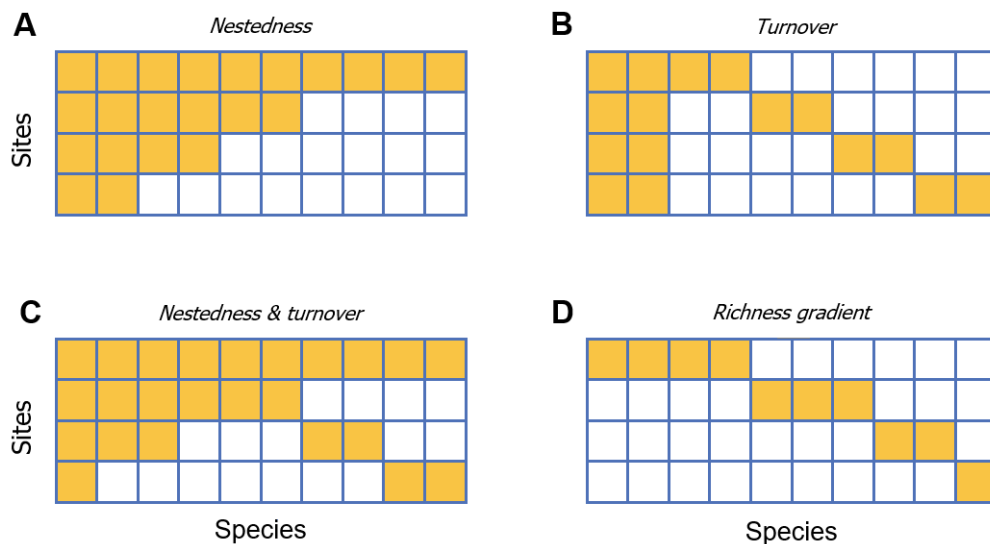 A
Nestedness
B
Turnover
Sites
C
Nestedness & turnover
D
Richness gradient
Sites
Species
Species